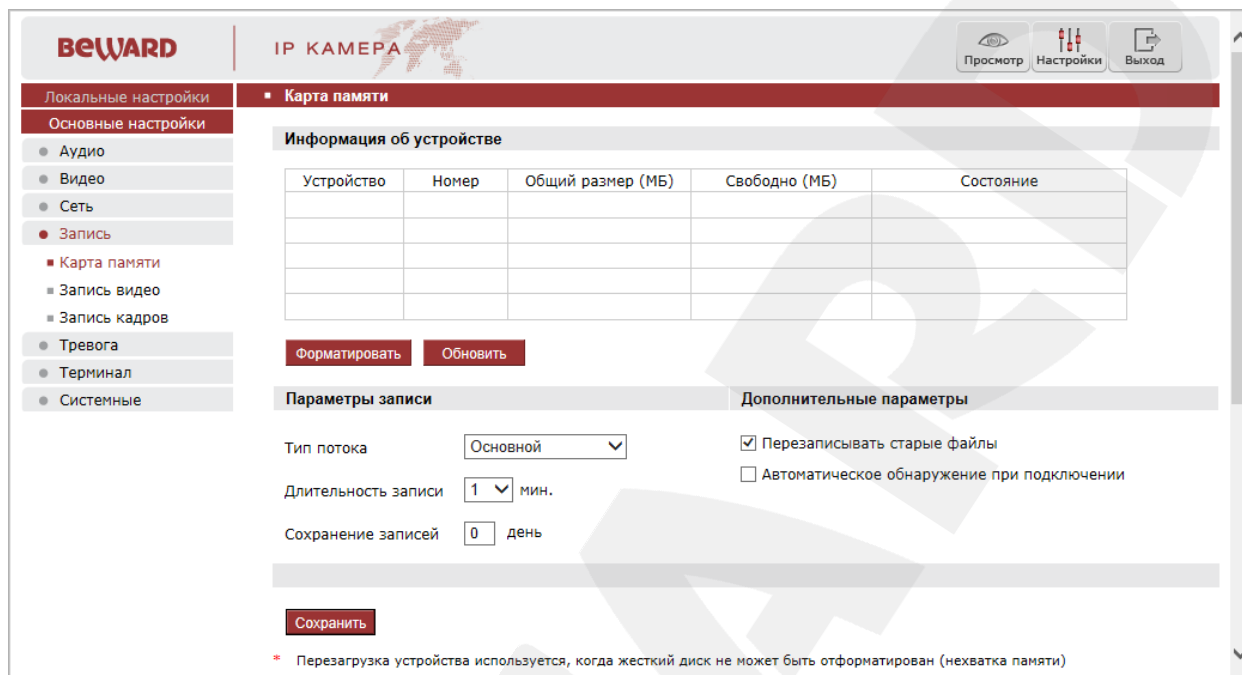 BEWARD
IP КАМЕРА
Просмотр
Настройки
Выход
Локальные настройки
Основные настройки
Аудио
Видео
Сеть
Запись
Карта памяти
Запись видео
Запись кадров
Тревога
Терминал
Системные
Карта памяти
Информация об устройстве
Устройство Номер Общий размер (МБ) Свободно (МБ) Состояние
Форматировать Обновить
Параметры записи
Тип потока Основной
Длительность записи 1 мин.
Сохранение записей 0 день
Дополнительные параметры
Перезаписывать старые файлы
Автоматическое обнаружение при подключении
Сохранить
* Перезагрузка устройства используется, когда жесткий диск не может быть отформатирован (нехватка памяти)